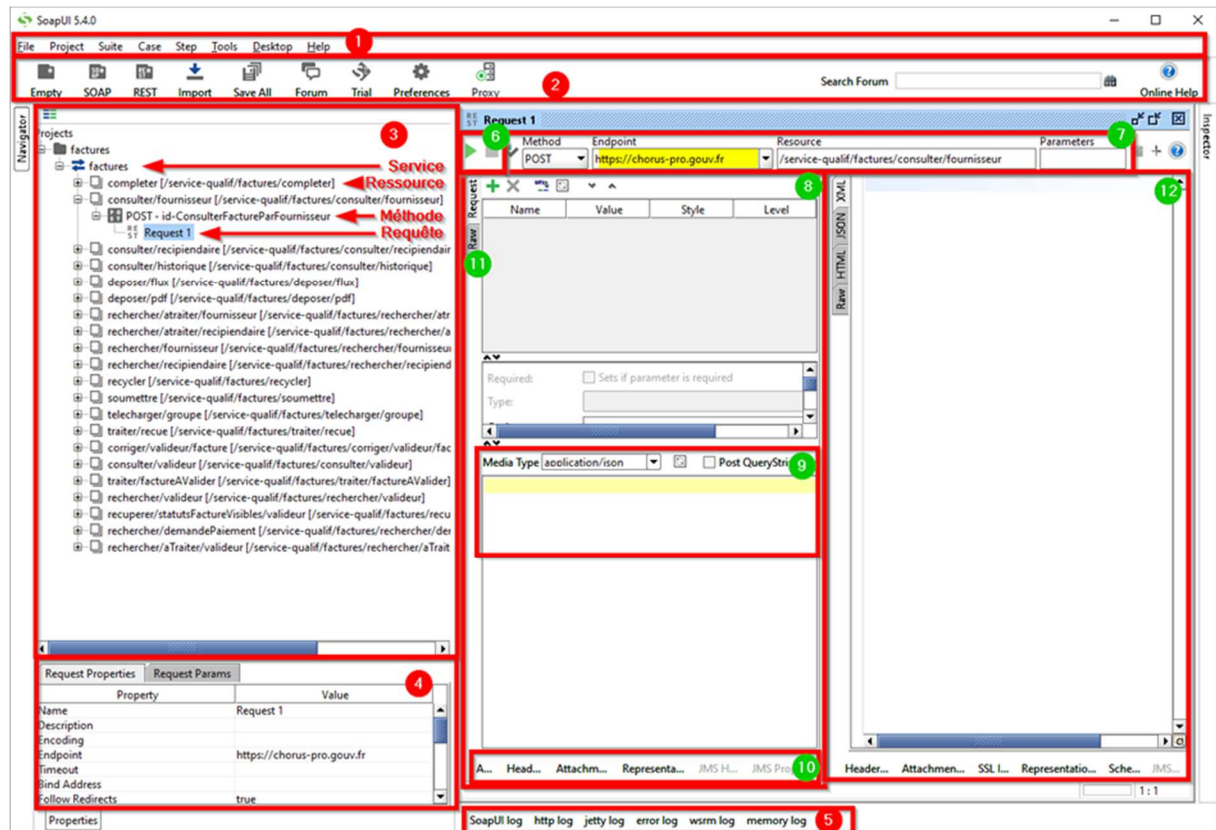 SoapUI 5.4.0
File Project Suite Case Step Tools Desktop Help 1
Empty SOAP REST Import Save All Forum Trial Preferences Proxy 2 Search Forum Online Help
Navigator
Inspector
Projects 3
factures
factures Service
completer [/service-qualif/factures/completer] Ressource
consulter/fournisseur [/service-qualif/factures/consulter/fournisseur]
POST - id-ConsulterFactureParFournisseur Méthode
REST Request 1 Requête
consulter/recipiendaire [/service-qualif/factures/consulter/recipiendair
consulter/historique [/service-qualif/factures/consulter/historique]
deposer/flux [/service-qualif/factures/deposer/flux]
deposer/pdf [/service-qualif/factures/deposer/pdf]
rechercher/atraiter/fournisseur [/service-qualif/factures/rechercher/atr
rechercher/atraiter/recipiendaire [/service-qualif/factures/rechercher/a
rechercher/fournisseur [/service-qualif/factures/rechercher/fournisseu
rechercher/recipiendaire [/service-qualif/factures/rechercher/recipiend
recycler [/service-qualif/factures/recycler]
soumettre [/service-qualif/factures/soumettre]
telecharger/groupe [/service-qualif/factures/telecharger/groupe]
traiter/recue [/service-qualif/factures/traiter/recue]
corriger/valideur/facture [/service-qualif/factures/corriger/valideur/fac
consulter/valideur [/service-qualif/factures/consulter/valideur]
traiter/factureAValider [/service-qualif/factures/traiter/factureAValider]
rechercher/valideur [/service-qualif/factures/rechercher/valideur]
recuperer/statutsFactureVisibles/valideur [/service-qualif/factures/recu
rechercher/demandePaiement [/service-qualif/factures/rechercher/der
rechercher/aTraiter/valideur [/service-qualif/factures/rechercher/aTrait
Request Properties Request Params 4
Property Value
Name Request 1
Description
Encoding
Endpoint https://chorus-pro.gouv.fr
Timeout
Bind Address
Follow Redirects true
Properties
REST Request 1
6 Method Endpoint Resource Parameters 7
POST https://chorus-pro.gouv.fr /service-qualif/factures/consulter/fournisseur
Request
Raw
11
8
Name Value Style Level
Required: Sets if parameter is required
Type:
Media Type application/json Post QueryStri 9
A... Head... Attachm... Representa... JMS H... JMS Prop 10
12
XML
JSON
HTML
Raw
Header... Attachmen... SSL I... Representatio... Sche... JMS...
1 : 1
SoapUI log http log jetty log error log wsrm log memory log 5